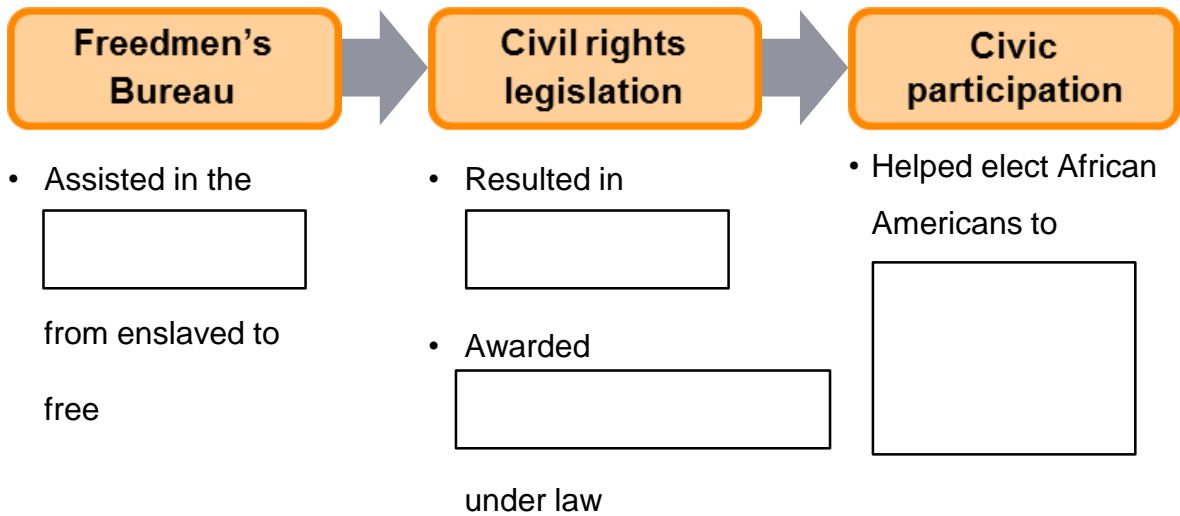 Freedmen's
Bureau
Civil rights
legislation
Civic
participation
• Assisted in the
from enslaved to
free
• Resulted in
• Awarded
under law
• Helped elect African
Americans to